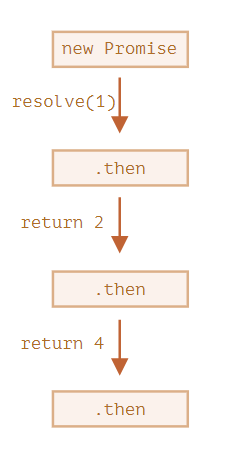 new Promise
resolve(1)
.then
return 2
.then
return 4
.then